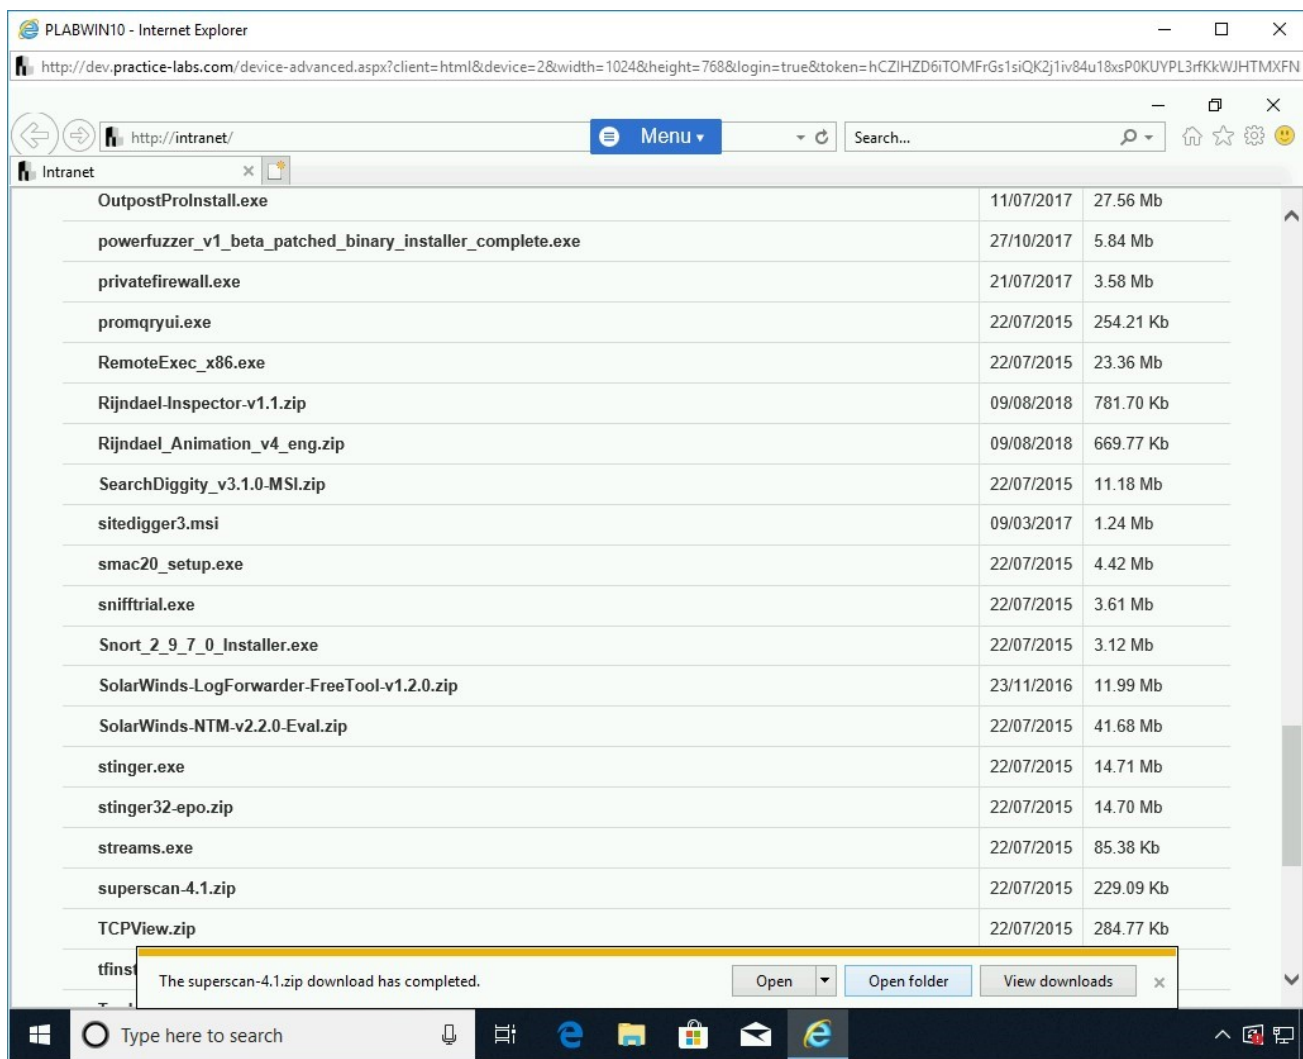 PLABWIN10 - Internet Explorer
http://dev.practice-labs.com/device-advanced.aspx?client=html&device=2&width=1024&height=768&login=true&token=hCZIHZD6iTOMFrGs1siQK2j1iv84u18xsP0KUYPL3rfKkWJHTMXFN
http://intranet/ Menu Search...
Intranet
OutpostProInstall.exe 11/07/2017 27.56 Mb
powerfuzzer_v1_beta_patched_binary_installer_complete.exe 27/10/2017 5.84 Mb
privatefirewall.exe 21/07/2017 3.58 Mb
promqryui.exe 22/07/2015 254.21 Kb
RemoteExec_x86.exe 22/07/2015 23.36 Mb
Rijndael-Inspector-v1.1.zip 09/08/2018 781.70 Kb
Rijndael_Animation_v4_eng.zip 09/08/2018 669.77 Kb
SearchDiggity_v3.1.0-MSI.zip 22/07/2015 11.18 Mb
sitedigger3.msi 09/03/2017 1.24 Mb
smac20_setup.exe 22/07/2015 4.42 Mb
snifftrial.exe 22/07/2015 3.61 Mb
Snort_2_9_7_0_Installer.exe 22/07/2015 3.12 Mb
SolarWinds-LogForwarder-FreeTool-v1.2.0.zip 23/11/2016 11.99 Mb
SolarWinds-NTM-v2.2.0-Eval.zip 22/07/2015 41.68 Mb
stinger.exe 22/07/2015 14.71 Mb
stinger32-epo.zip 22/07/2015 14.70 Mb
streams.exe 22/07/2015 85.38 Kb
superscan-4.1.zip 22/07/2015 229.09 Kb
TCPView.zip 22/07/2015 284.77 Kb
tfinst
The superscan-4.1.zip download has completed. Open Open folder View downloads
Type here to search